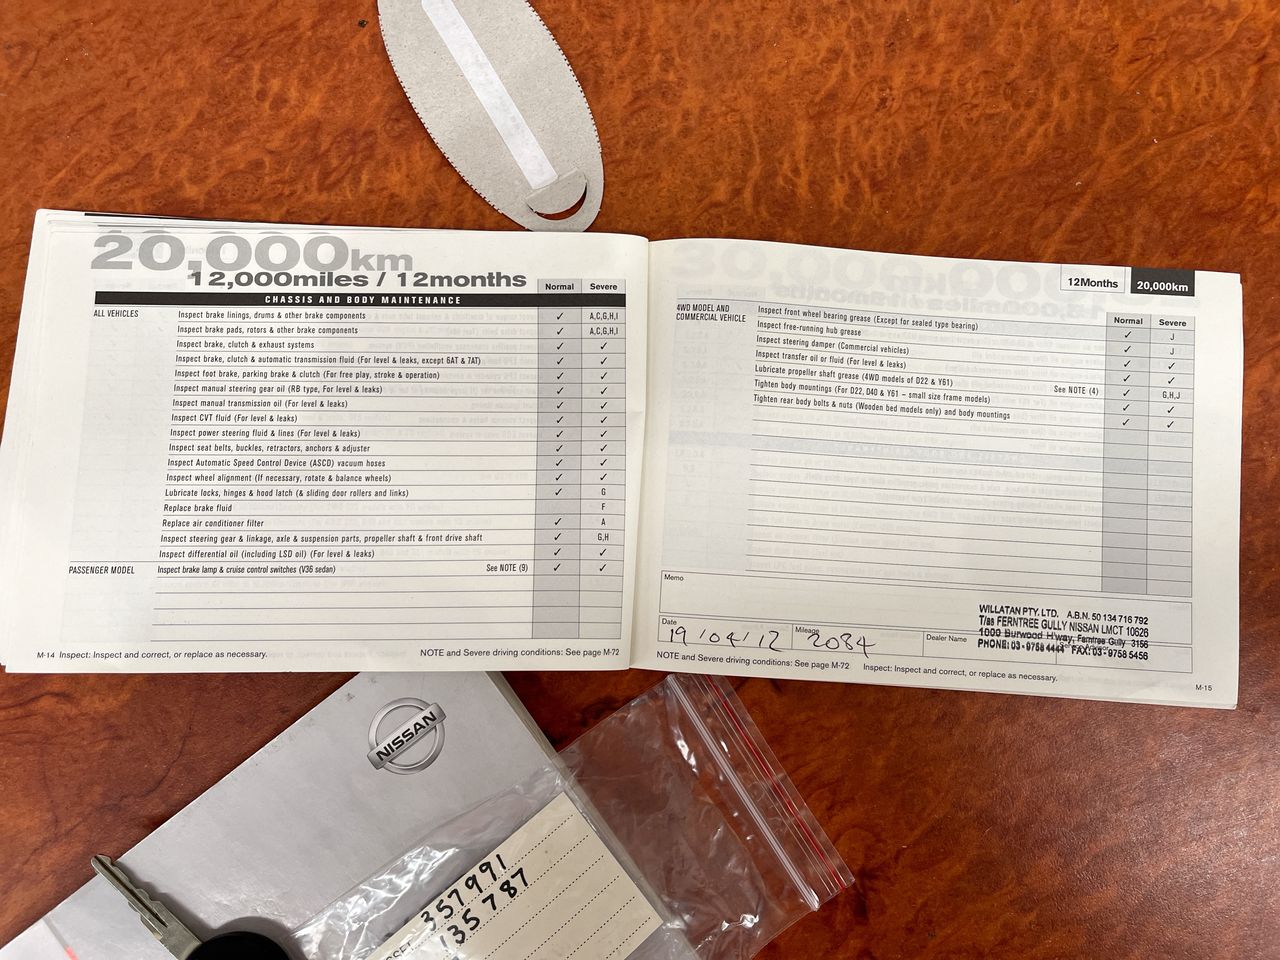 20,000km
12,000miles / 12months
Normal Severe
CHASSIS AND BODY MAINTENANCE
ALL VEHICLES Inspect brake linings, drums & other brake components ✓ A,C,G,H,I
Inspect brake pads, rotors & other brake components ✓ A,C,G,H,I
Inspect brake, clutch & exhaust systems ✓ ✓
Inspect brake, clutch & automatic transmission fluid (For level & leaks, except 6AT & 7AT) ✓ ✓
Inspect foot brake, parking brake & clutch (For free play, stroke & operation) ✓ ✓
Inspect manual steering gear oil (RB type, For level & leaks) ✓ ✓
Inspect manual transmission oil (For level & leaks) ✓ ✓
Inspect CVT fluid (For level & leaks) ✓ ✓
Inspect power steering fluid & lines (For level & leaks) ✓ ✓
Inspect seat belts, buckles, retractors, anchors & adjuster ✓ ✓
Inspect Automatic Speed Control Device (ASCD) vacuum hoses ✓ ✓
Inspect wheel alignment (If necessary, rotate & balance wheels) ✓ ✓
Lubricate locks, hinges & hood latch (& sliding door rollers and links) ✓ G
Replace brake fluid F
Replace air conditioner filter ✓ A
Inspect steering gear & linkage, axle & suspension parts, propeller shaft & front drive shaft ✓ G,H
Inspect differential oil (including LSD oil) (For level & leaks) ✓ ✓
PASSENGER MODEL Inspect brake lamp & cruise control switches (V36 sedan) See NOTE (9) ✓ ✓
M-14 Inspect: Inspect and correct, or replace as necessary. NOTE and Severe driving conditions: See page M-72
12Months 20,000km
Normal Severe
4WD MODEL AND
COMMERCIAL VEHICLE
Inspect front wheel bearing grease (Except for sealed type bearing) ✓ J
Inspect free-running hub grease ✓ J
Inspect steering damper (Commercial vehicles) ✓ ✓
Inspect transfer oil or fluid (For level & leaks) ✓ ✓
Lubricate propeller shaft grease (4WD models of D22 & Y61) See NOTE (4) ✓ G,H,J
Tighten body mountings (For D22, D40 & Y61 – small size frame models) ✓ ✓
Tighten rear body bolts & nuts (Wooden bed models only) and body mountings ✓ ✓
Memo
Date 19/04/12 Mileage 2084 Dealer Name
WILLATAN PTY. LTD. A.B.N. 50 134 716 792
T/as FERNTREE GULLY NISSAN LMCT 10626
1000 Burwood H'way, Ferntree Gully 3156
PHONE: 03-9758 4444 FAX: 03-9758 5456
NOTE and Severe driving conditions: See page M-72 Inspect: Inspect and correct, or replace as necessary.
M-15
NISSAN
357991
135787